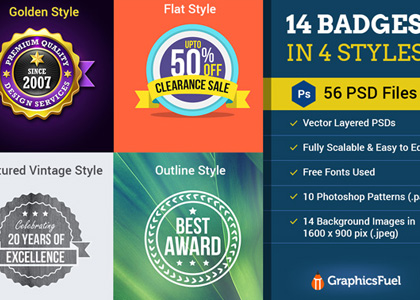 Golden Style
PREMIUM QUALITY
SINCE
2007
DESIGN SERVICES
Flat Style
UPTO
50% OFF
CLEARANCE SALE
Vintage Style
Celebrating
20 YEARS OF
EXCELLENCE
Outline Style
BEST
AWARD
14 BADGES
IN 4 STYLES
Ps 56 PSD Files
Vector Layered PSDs
Fully Scalable & Easy to
Free Fonts Used
10 Photoshop Patterns
14 Background Images in
1600 x 900 pix (.jpeg)
GraphicsFuel